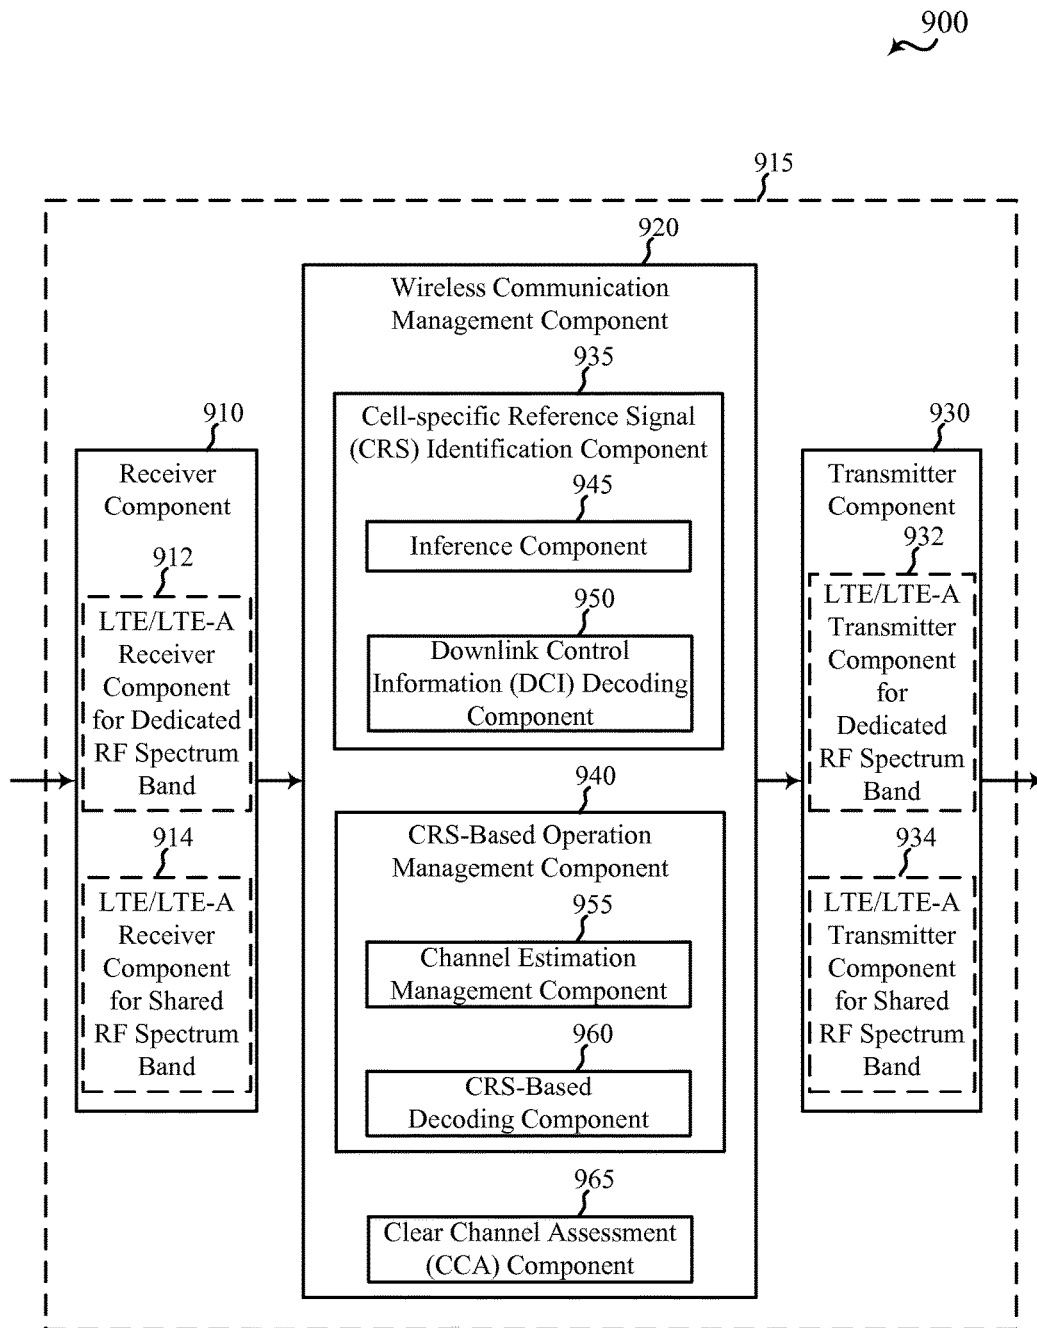 900
915
920
Wireless Communication
Management Component
935
Cell-specific Reference Signal
(CRS) Identification Component
945
Inference Component
950
Downlink Control
Information (DCI) Decoding
Component
940
CRS-Based Operation
Management Component
955
Channel Estimation
Management Component
960
CRS-Based
Decoding Component
965
Clear Channel Assessment
(CCA) Component
910
Receiver
Component
912
LTE/LTE-A
Receiver
Component
for Dedicated
RF Spectrum
Band
914
LTE/LTE-A
Receiver
Component
for Shared
RF Spectrum
Band
930
Transmitter
Component
932
LTE/LTE-A
Transmitter
Component
for
Dedicated
RF Spectrum
Band
934
LTE/LTE-A
Transmitter
Component
for Shared
RF Spectrum
Band